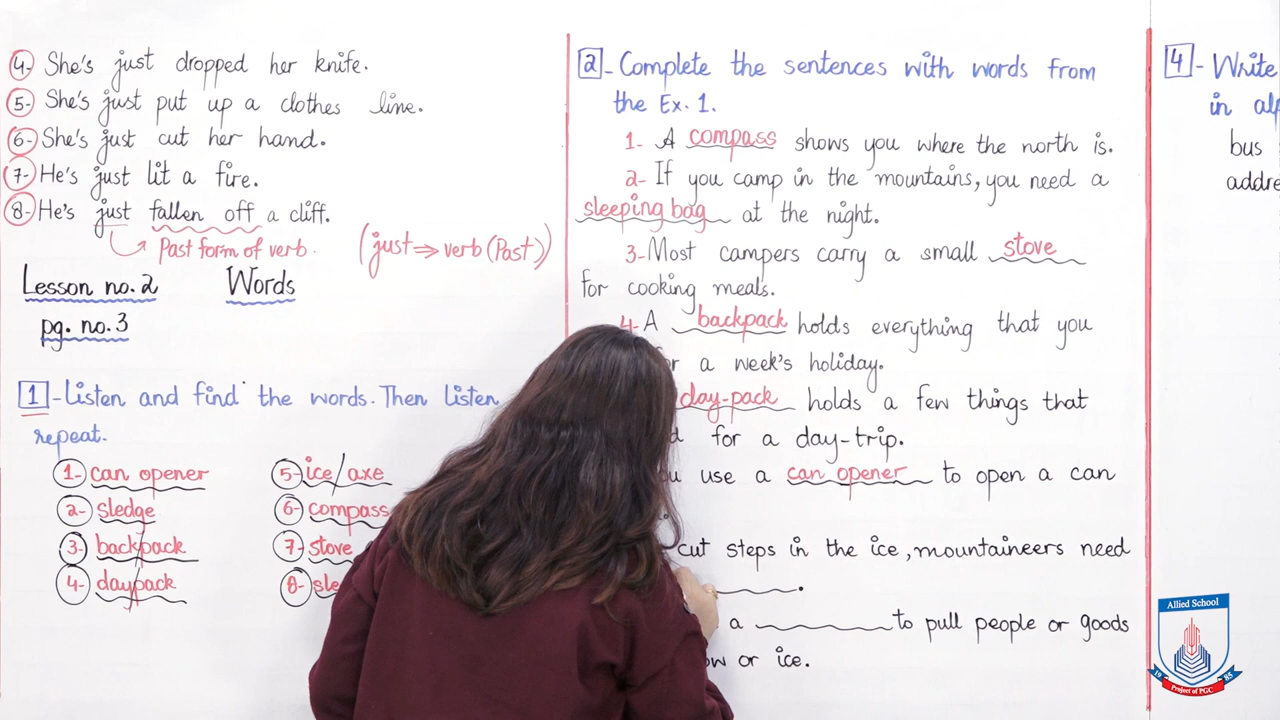 4- She's just dropped her knife.
5- She's just put up a clothes line.
6- She's just cut her hand.
7- He's just lit a fire.
8- He's just fallen off a cliff.
Past form of verb. (just ⇒ verb (Past))
Lesson no. 2 Words
pg. no. 3
1 - Listen and find the words. Then listen
repeat.
1- can opener
2- sledge
3- backpack
4- daypack
5- ice/axe
6- compass
7- stove
8- sle
2 - Complete the sentences with words from
the Ex. 1.
1- A compass shows you where the north is.
2- If you camp in the mountains, you need a
sleeping bag at the night.
3- Most campers carry a small stove
for cooking meals.
4- A backpack holds everything that you
a week's holiday.
day-pack holds a few things that
for a day-trip.
use a can opener to open a can
cut steps in the ice, mountaineers need
.
a to pull people or goods
or ice.
4 - Write
in alp
bus
addre
Allied School
19 85
Project of PGC